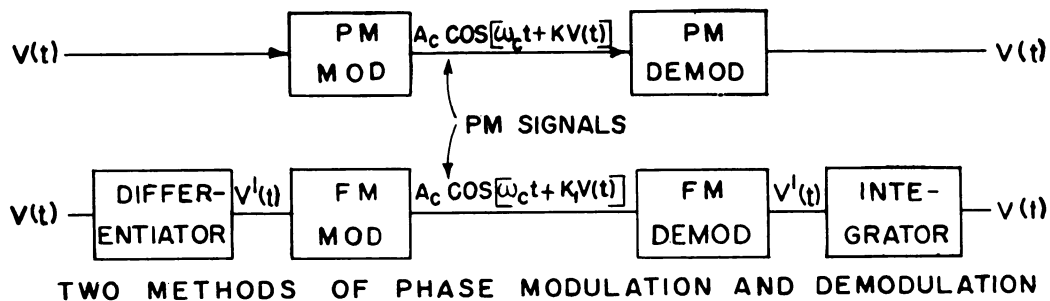 V(t) PM MOD A_c COS[ω_c t + KV(t)] PM DEMOD V(t)
PM SIGNALS
V(t) DIFFER-ENTIATOR V'(t) FM MOD A_c COS[ω_c t + K_1 V(t)] FM DEMOD V'(t) INTE-GRATOR V(t)
TWO METHODS OF PHASE MODULATION AND DEMODULATION